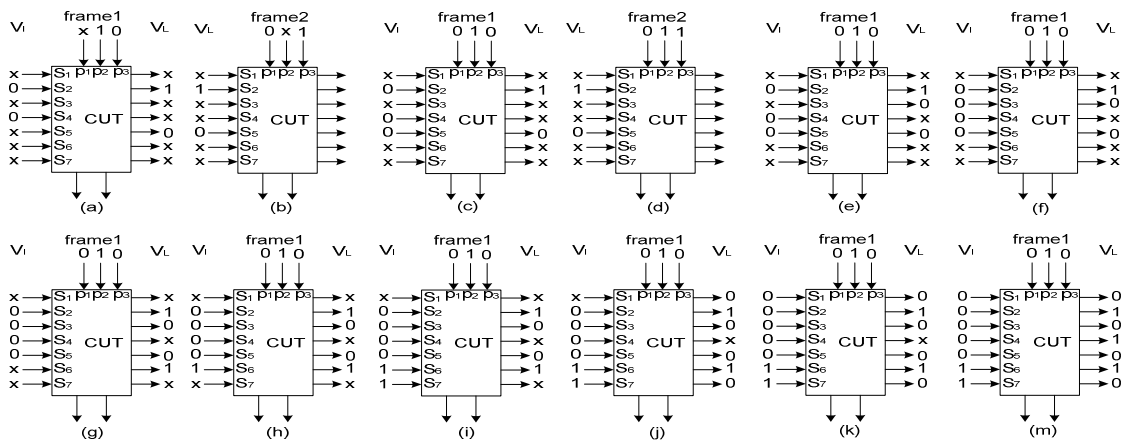 frame1
VI x 1 0 VL
x S1 p1 p2 p3 x
0 S2 1
x S3 x
0 S4 CUT x
x S5 0
x S6 x
x S7 x
(a)
frame2
VL 0 x 1
x S1 p1 p2 p3
1 S2
x S3
x S4 CUT
0 S5
x S6
x S7
(b)
frame1
VI 0 1 0 VL
x S1 p1 p2 p3 x
0 S2 1
x S3 x
0 S4 CUT x
0 S5 0
x S6 x
x S7 x
(c)
frame2
VL 0 1 1
x S1 p1 p2 p3
1 S2
x S3
x S4 CUT
0 S5
x S6
x S7
(d)
frame1
VI 0 1 0 VL
x S1 p1 p2 p3 x
0 S2 1
x S3 0
0 S4 CUT x
0 S5 0
x S6 x
x S7 x
(e)
frame1
VI 0 1 0 VL
x S1 p1 p2 p3 x
0 S2 1
0 S3 0
0 S4 CUT x
0 S5 0
x S6 x
x S7 x
(f)
frame1
VI 0 1 0 VL
x S1 p1 p2 p3 x
0 S2 1
0 S3 0
0 S4 CUT x
0 S5 0
x S6 1
x S7 x
(g)
frame1
VI 0 1 0 VL
x S1 p1 p2 p3 x
0 S2 1
0 S3 0
0 S4 CUT x
0 S5 0
1 S6 1
x S7 x
(h)
frame1
VI 0 1 0 VL
x S1 p1 p2 p3 x
0 S2 1
0 S3 0
0 S4 CUT x
0 S5 0
1 S6 1
1 S7 x
(i)
frame1
VI 0 1 0 VL
x S1 p1 p2 p3 0
0 S2 1
0 S3 0
0 S4 CUT x
0 S5 0
1 S6 1
1 S7 0
(j)
frame1
VI 0 1 0 VL
0 S1 p1 p2 p3 0
0 S2 1
0 S3 0
0 S4 CUT x
0 S5 0
1 S6 1
1 S7 0
(k)
frame1
VI 0 1 0 VL
0 S1 p1 p2 p3 0
0 S2 1
0 S3 0
0 S4 CUT 1
0 S5 0
1 S6 1
1 S7 0
(m)